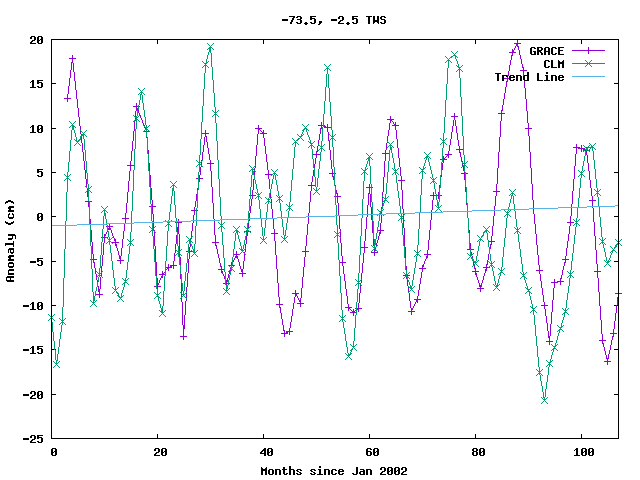 -73.5, -2.5 TWS
GRACE
CLM
Trend Line
Anomaly (cm)
20
15
10
5
0
-5
-10
-15
-20
-25
0 20 40 60 80 100
Months since Jan 2002